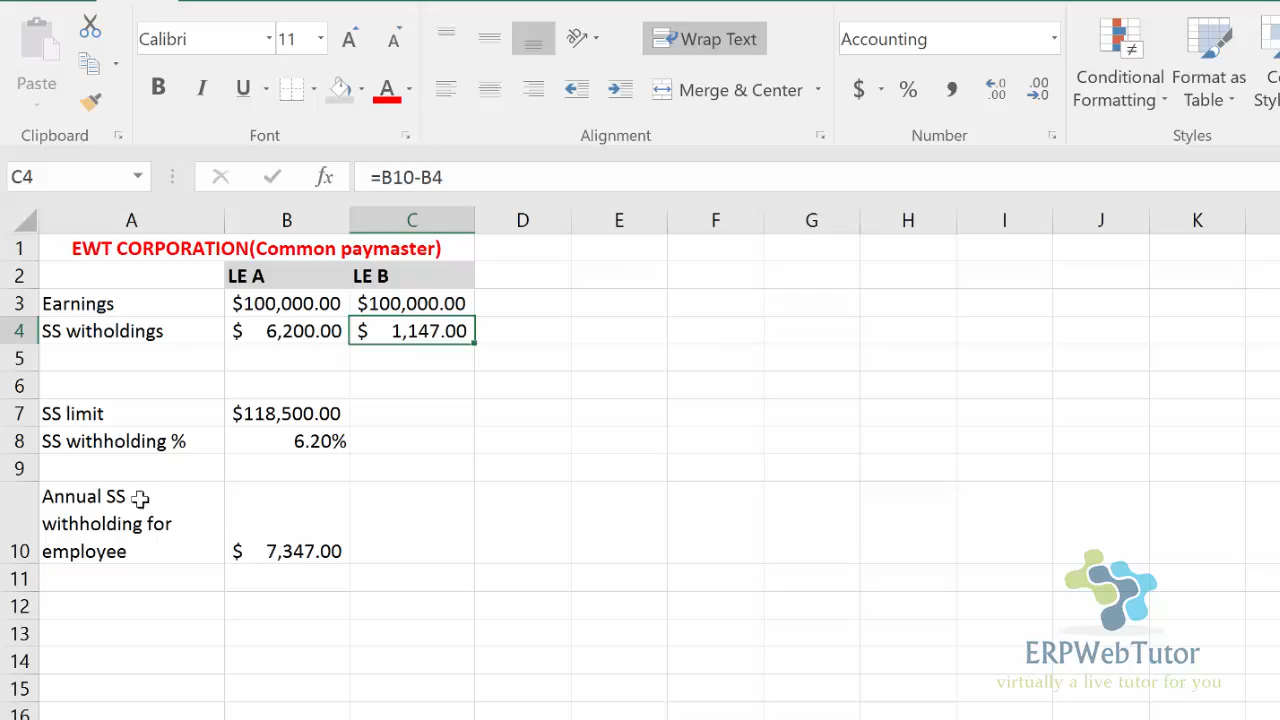 Calibri 11 Wrap Text Accounting
Paste B I U A Merge & Center $ % Conditional Formatting Format as Table
Clipboard Font Alignment Number Styles
C4 fx =B10-B4
A B C D E F G H I J K
1 EWT CORPORATION(Common paymaster)
2 LE A LE B
3 Earnings $100,000.00 $100,000.00
4 SS witholdings $ 6,200.00 $ 1,147.00
5
6
7 SS limit $118,500.00
8 SS withholding % 6.20%
9
Annual SS
withholding for
10 employee $ 7,347.00
11
12
13
14
15
16
ERPWebTutor
virtually a live tutor for you